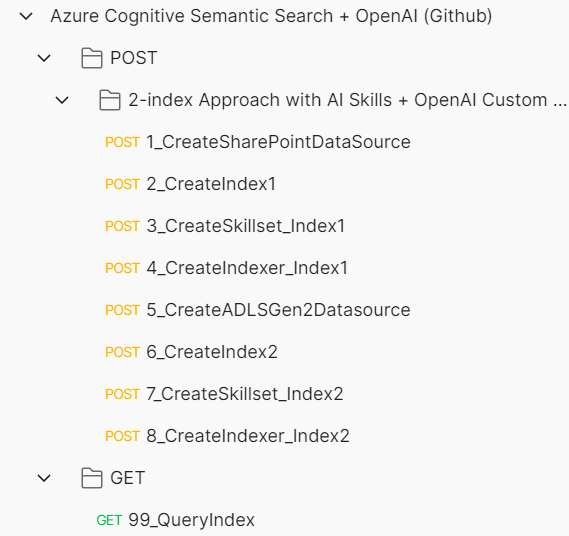 Azure Cognitive Semantic Search + OpenAI (Github)
POST
2-index Approach with AI Skills + OpenAI Custom ...
POST 1_CreateSharePointDataSource
POST 2_CreateIndex1
POST 3_CreateSkillset_Index1
POST 4_CreateIndexer_Index1
POST 5_CreateADLSGen2Datasource
POST 6_CreateIndex2
POST 7_CreateSkillset_Index2
POST 8_CreateIndexer_Index2
GET
GET 99_QueryIndex